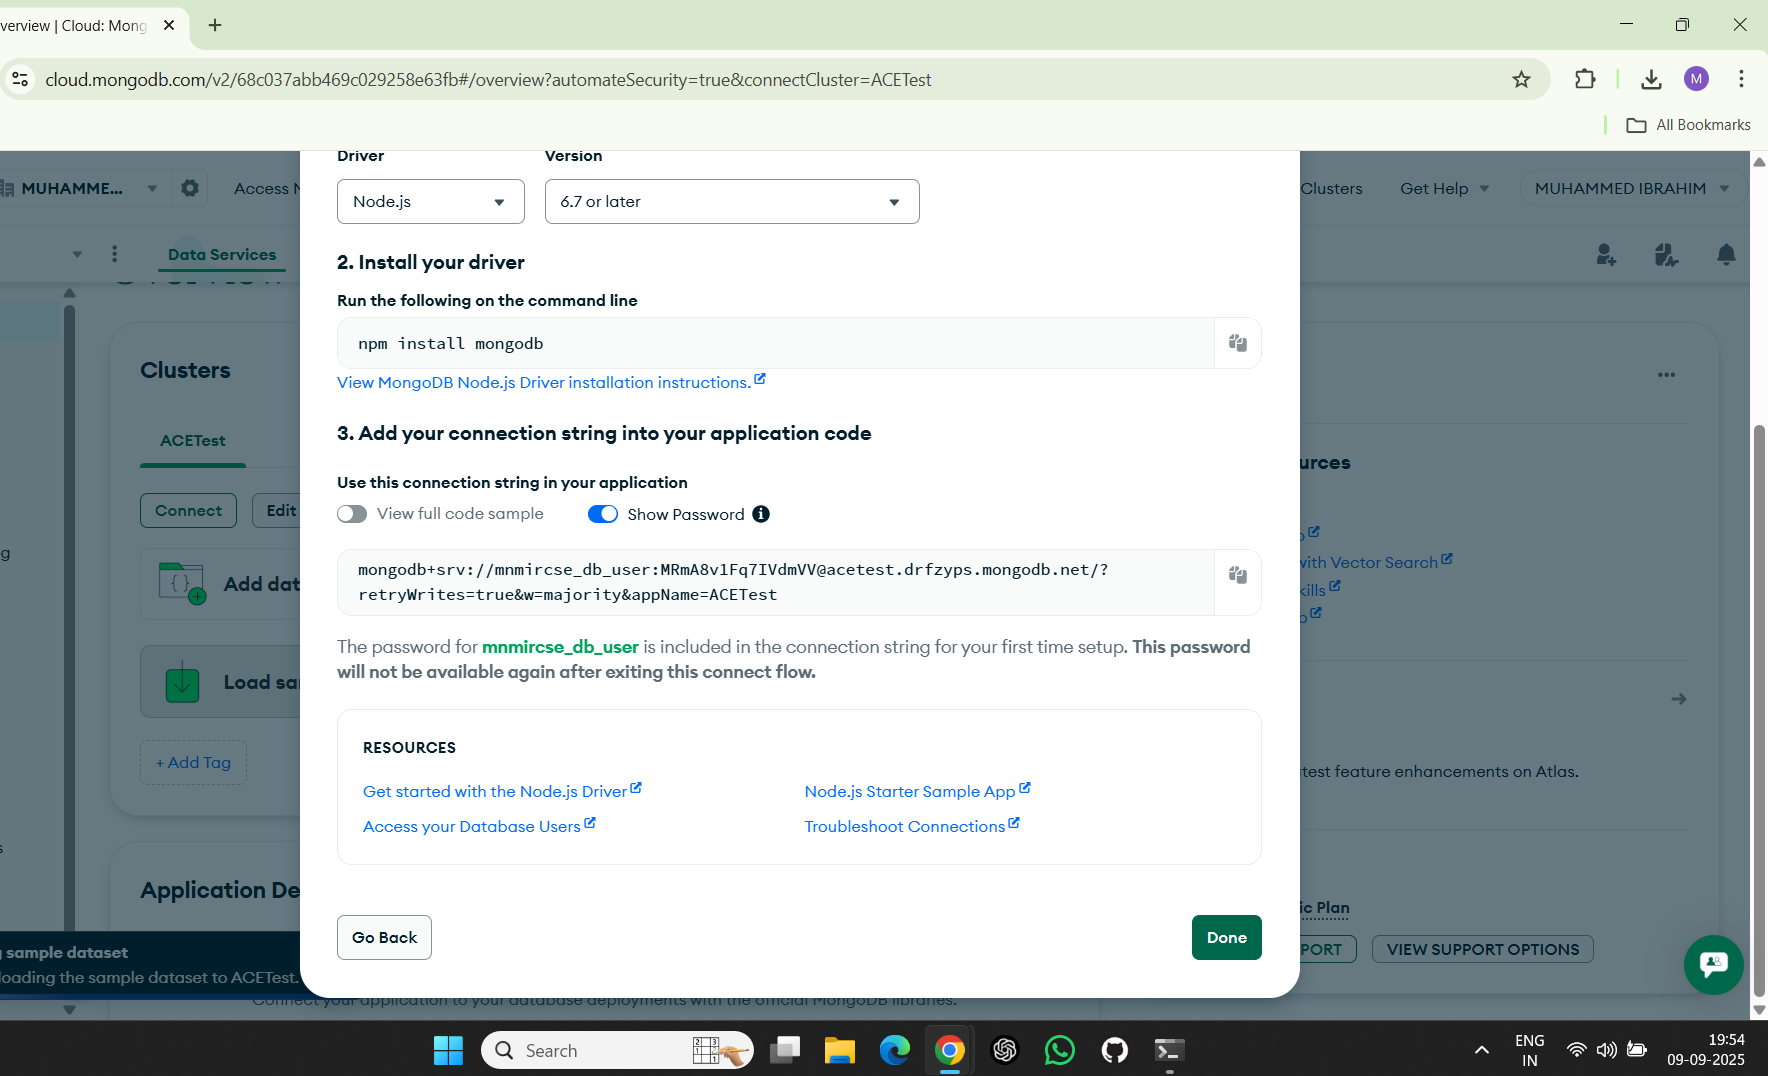 verview | Cloud: Mong
cloud.mongodb.com/v2/68c037abb469c029258e63fb#/overview?automateSecurity=true&connectCluster=ACETest
M
All Bookmarks
MUHAMME...
Access
Clusters
Get Help
MUHAMMED IBRAHIM
Data Services
Driver
Version
Node.js
6.7 or later
2. Install your driver
Run the following on the command line
npm install mongodb
View MongoDB Node.js Driver installation instructions.
3. Add your connection string into your application code
Use this connection string in your application
View full code sample
Show Password
mongodb+srv://mnmircse_db_user:MRmA8v1Fq7IVdmVV@acetest.drfzyps.mongodb.net/?
retryWrites=true&w=majority&appName=ACETest
The password for mnmircse_db_user is included in the connection string for your first time setup. This password
will not be available again after exiting this connect flow.
RESOURCES
Get started with the Node.js Driver
Node.js Starter Sample App
Access your Database Users
Troubleshoot Connections
Go Back
Done
Clusters
ACETest
Connect
Edit
Add dat
Load sa
+ Add Tag
Application De
sample dataset
loading the sample dataset to ACETest.
Connect your application to your database deployments with the official MongoDB libraries.
urces
with Vector Search
kills
test feature enhancements on Atlas.
ic Plan
PORT
VIEW SUPPORT OPTIONS
Search
ENG
IN
19:54
09-09-2025